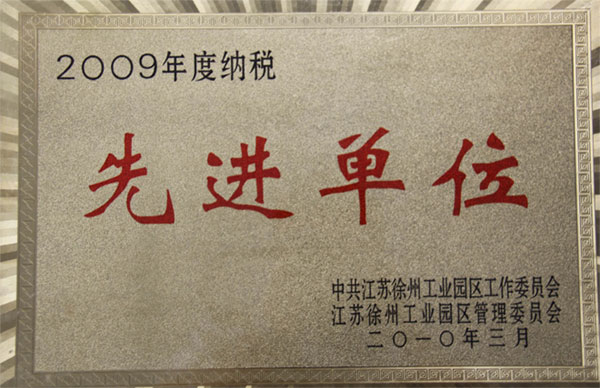 2009年度纳税
先进单位
中共江苏徐州工业园区工作委员会
江苏徐州工业园区管理委员会
二○一○年三月